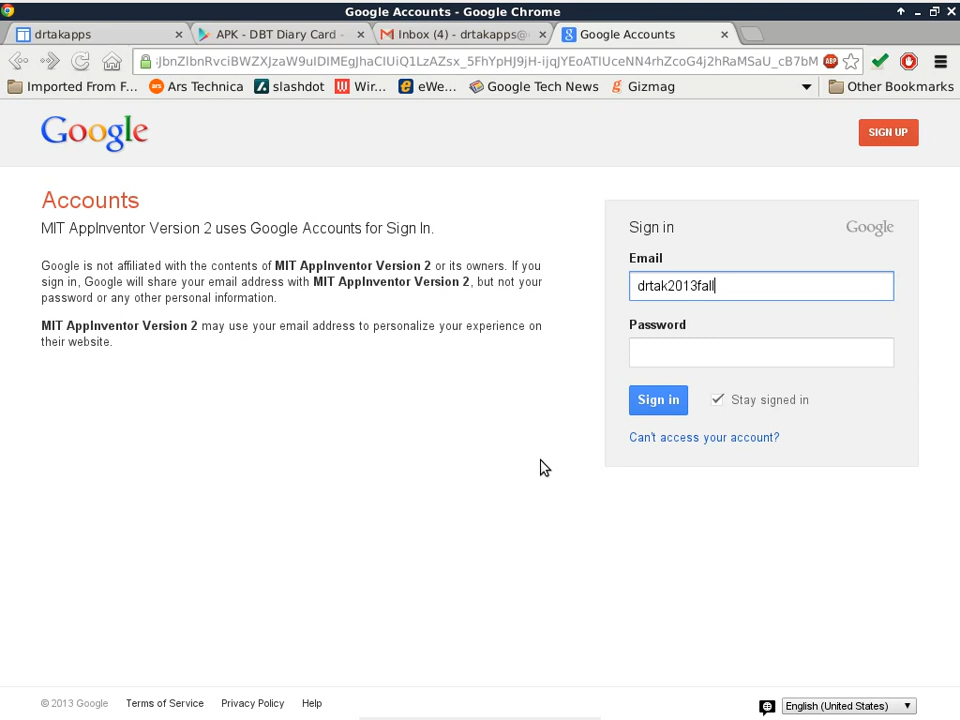 Google Accounts - Google Chrome
drtakapps
APK - DBT Diary Card -
Inbox (4) - drtakapps@
Google Accounts
Imported From F...
Ars Technica
slashdot
Wir...
eWe...
Google Tech News
Gizmag
Other Bookmarks
Google
SIGN UP
Accounts
MIT AppInventor Version 2 uses Google Accounts for Sign In.
Google is not affiliated with the contents of MIT AppInventor Version 2 or its owners. If you
sign in, Google will share your email address with MIT AppInventor Version 2, but not your
password or any other personal information.
MIT AppInventor Version 2 may use your email address to personalize your experience on
their website.
Sign in
Google
Email
drtak2013fall
Password
Sign in
Stay signed in
Can't access your account?
© 2013 Google
Terms of Service
Privacy Policy
Help
English (United States)